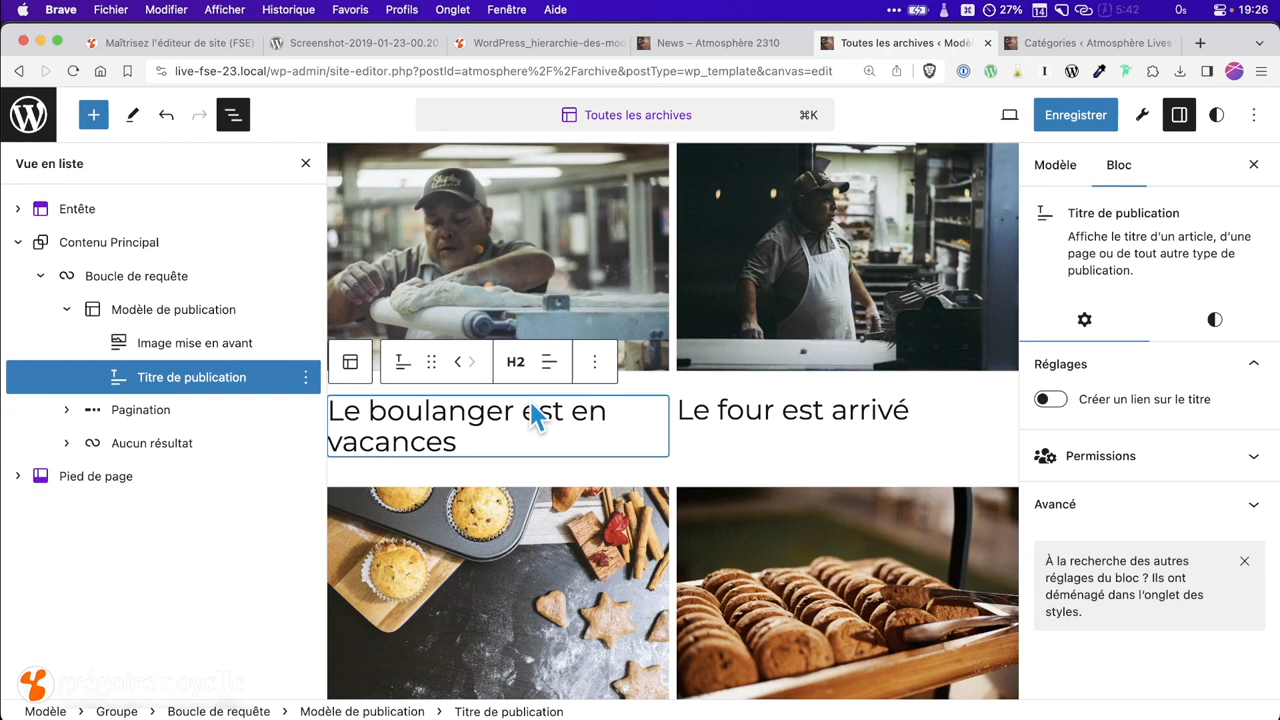 Brave Fichier Modifier Afficher Historique Favoris Profils Onglet Fenêtre Aide 27% 14 5:42 0s 19:26
l'éditeur de site (FSE) 2019-01-23-00.20 WordPress_hierarchie-des-mod News – Atmosphère 2310 Toutes les archives ‹ Modèl Catégories ‹ Atmosphère Lives
live-fse-23.local/wp-admin/site-editor.php?postId=atmosphere%2F%2Farchive&postType=wp_template&canvas=edit
Toutes les archives ⌘K Enregistrer
Vue en liste
Entête
Contenu Principal
Boucle de requête
Modèle de publication
Image mise en avant
Titre de publication
Pagination
Aucun résultat
Pied de page
H2
Le boulanger est en
vacances
Le four est arrivé
Modèle Bloc
Titre de publication
Affiche le titre d'un article, d'une
page ou de tout autre type de
publication.
Réglages
Créer un lien sur le titre
Permissions
Avancé
À la recherche des autres
réglages du bloc ? Ils ont
déménagé dans l'onglet des
styles.
grégoire noyelle
Modèle > Groupe > Boucle de requête > Modèle de publication > Titre de publication